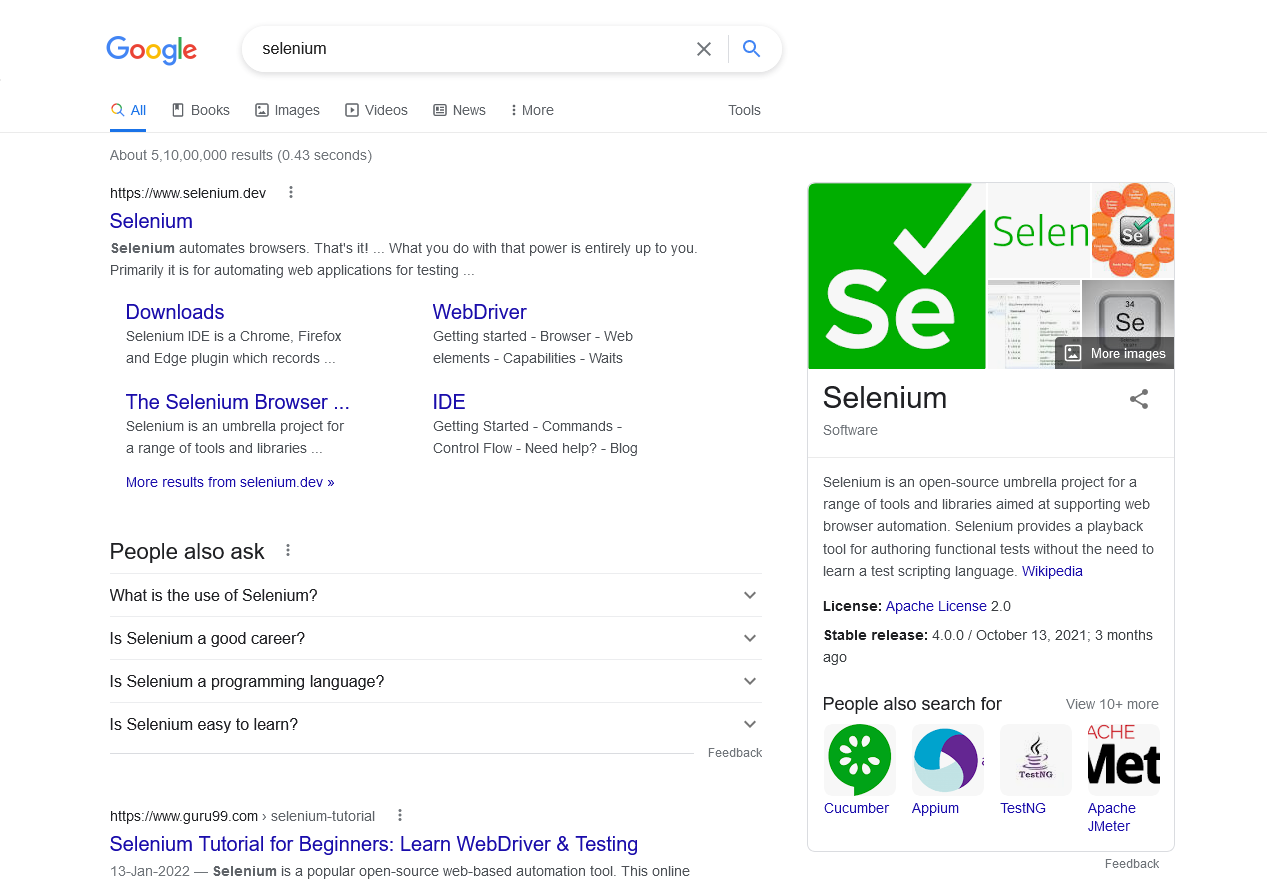 Google
selenium
All
Books
Images
Videos
News
More
Tools
About 5,10,00,000 results (0.43 seconds)
https://www.selenium.dev
Selenium
Selenium automates browsers. That's it! ... What you do with that power is entirely up to you.
Primarily it is for automating web applications for testing ...
Downloads
Selenium IDE is a Chrome, Firefox
and Edge plugin which records ...
WebDriver
Getting started - Browser - Web
elements - Capabilities - Waits
The Selenium Browser ...
Selenium is an umbrella project for
a range of tools and libraries ...
IDE
Getting Started - Commands -
Control Flow - Need help? - Blog
More results from selenium.dev »
People also ask
What is the use of Selenium?
Is Selenium a good career?
Is Selenium a programming language?
Is Selenium easy to learn?
Feedback
https://www.guru99.com › selenium-tutorial
Selenium Tutorial for Beginners: Learn WebDriver & Testing
13-Jan-2022 — Selenium is a popular open-source web-based automation tool. This online
Se
Selen
Se
34
Se
More images
Selenium
Software
Selenium is an open-source umbrella project for a
range of tools and libraries aimed at supporting web
browser automation. Selenium provides a playback
tool for authoring functional tests without the need to
learn a test scripting language. Wikipedia
License: Apache License 2.0
Stable release: 4.0.0 / October 13, 2021; 3 months
ago
People also search for
View 10+ more
TestNG
ACHE
Met
Cucumber
Appium
TestNG
Apache
JMeter
Feedback